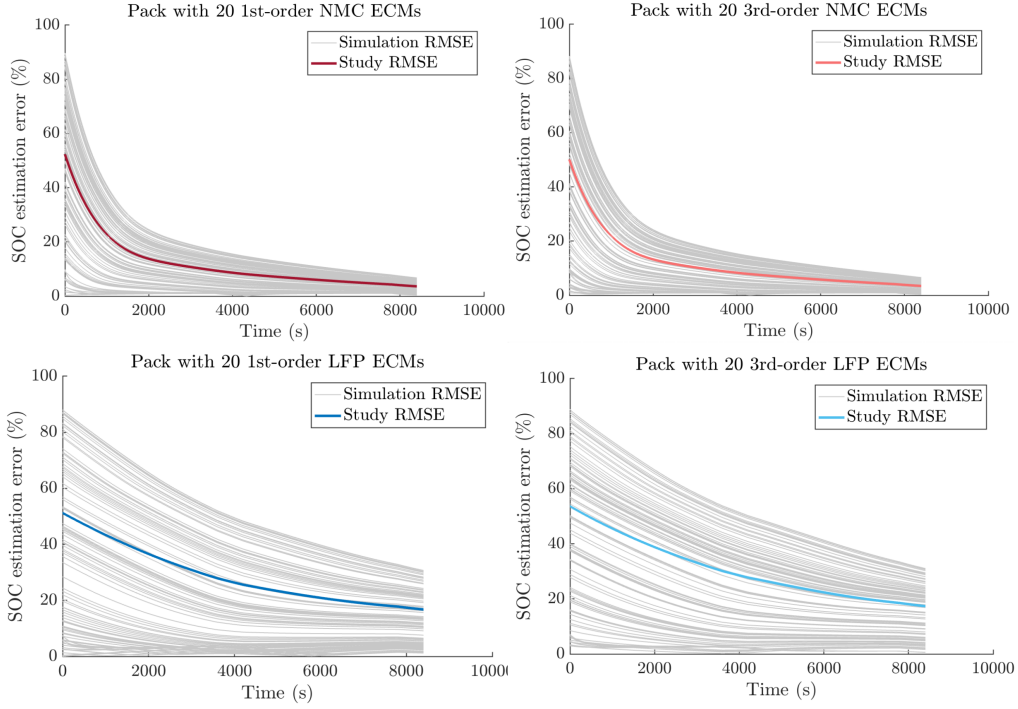 Pack with 20 1st-order NMC ECMs
SOC estimation error (%)
100
80
60
40
20
0
Simulation RMSE
Study RMSE
0 2000 4000 6000 8000 10000
Time (s)
Pack with 20 3rd-order NMC ECMs
SOC estimation error (%)
100
80
60
40
20
0
Simulation RMSE
Study RMSE
0 2000 4000 6000 8000 10000
Time (s)
Pack with 20 1st-order LFP ECMs
SOC estimation error (%)
100
80
60
40
20
0
Simulation RMSE
Study RMSE
0 2000 4000 6000 8000 10000
Time (s)
Pack with 20 3rd-order LFP ECMs
SOC estimation error (%)
100
80
60
40
20
0
Simulation RMSE
Study RMSE
0 2000 4000 6000 8000 10000
Time (s)